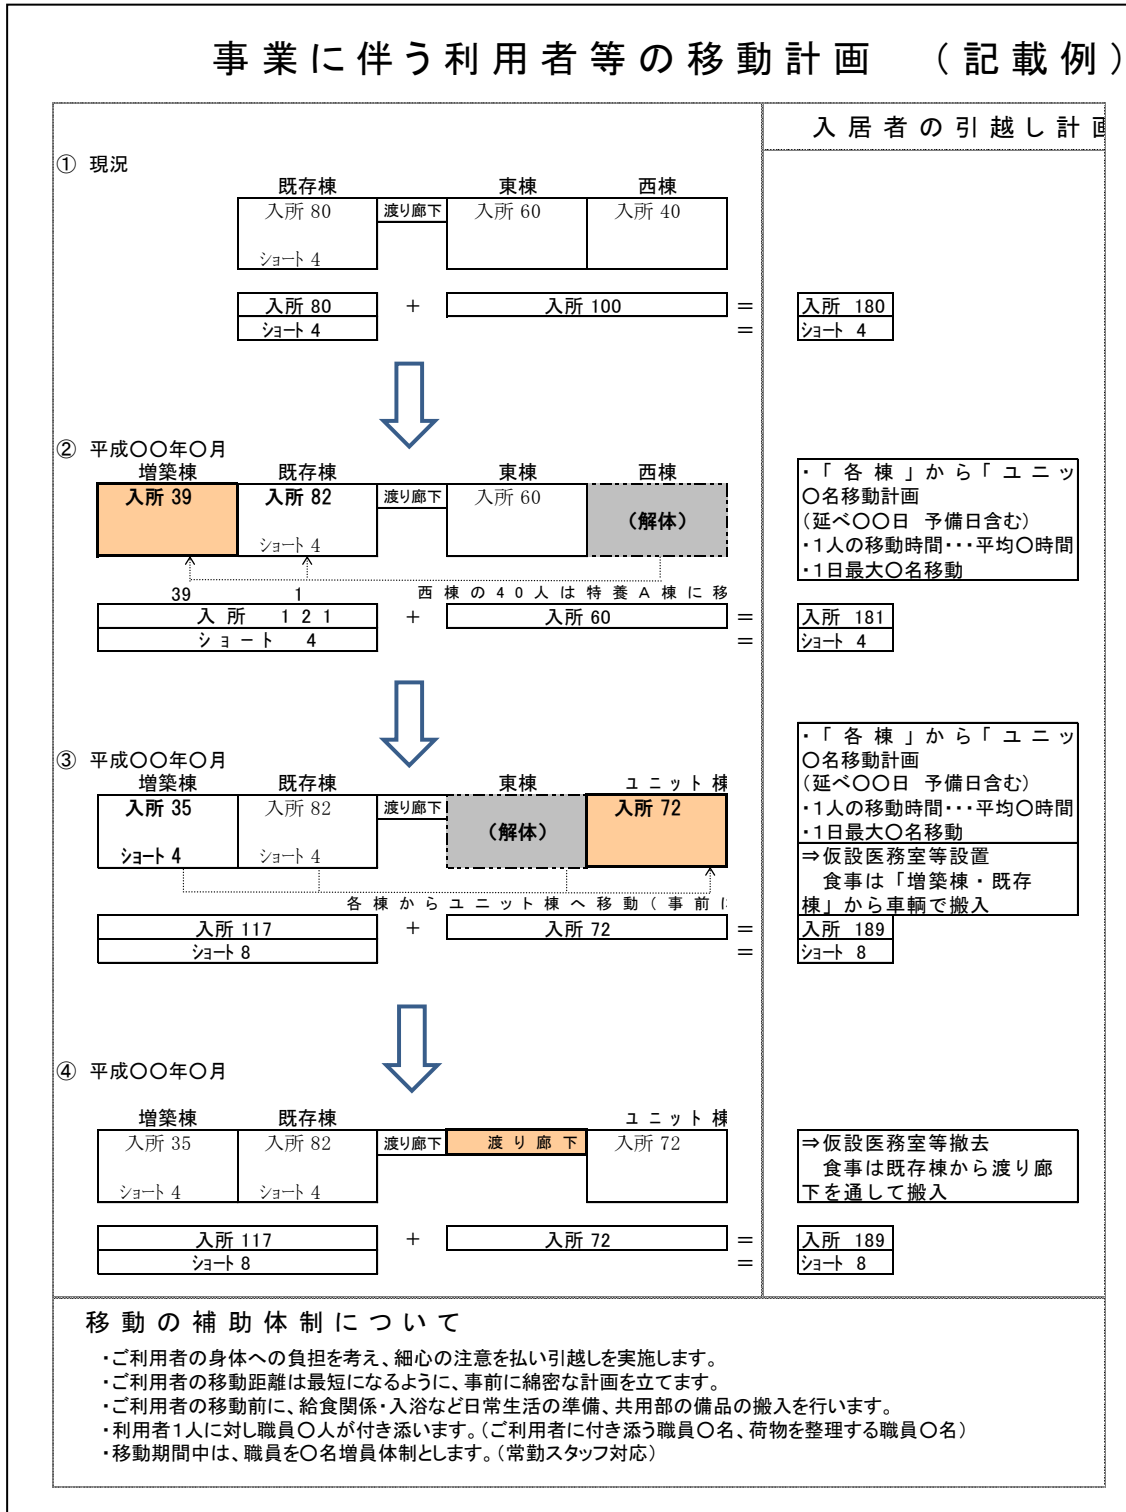 事業に伴う利用者等の移動計画　（記載例）
入居者の引越し計画
① 現況
既存棟 東棟 西棟
入所 80 渡り廊下 入所 60 入所 40
ショート 4
入所 80 ＋ 入所 100 ＝ 入所 180
ショート 4 ＝ ショート 4
② 平成〇〇年〇月
増築棟 既存棟 東棟 西棟
入所 39 入所 82 渡り廊下 入所 60 （解体）
ショート 4
・「各棟」から「ユニッ
〇名移動計画
（延べ〇〇日 予備日含む）
・1人の移動時間・・・平均〇時間
・1日最大〇名移動
39 1 西棟の40人は特養A棟に移
入所 121 ＋ 入所 60 ＝ 入所 181
ショート 4 ＝ ショート 4
③ 平成〇〇年〇月
増築棟 既存棟 東棟 ユニット棟
入所 35 入所 82 渡り廊下 （解体） 入所 72
ショート 4 ショート 4
・「各棟」から「ユニッ
〇名移動計画
（延べ〇〇日 予備日含む）
・1人の移動時間・・・平均〇時間
・1日最大〇名移動
⇒仮設医務室等設置
食事は「増築棟・既存
棟」から車輌で搬入
各棟からユニット棟へ移動（事前に
入所 117 ＋ 入所 72 ＝ 入所 189
ショート 8 ＝ ショート 8
④ 平成〇〇年〇月
増築棟 既存棟 ユニット棟
入所 35 入所 82 渡り廊下 渡り廊下 入所 72
ショート 4 ショート 4
⇒仮設医務室等撤去
食事は既存棟から渡り廊
下を通して搬入
入所 117 ＋ 入所 72 ＝ 入所 189
ショート 8 ＝ ショート 8
移動の補助体制について
・ご利用者の身体への負担を考え、細心の注意を払い引越しを実施します。
・ご利用者の移動距離は最短になるように、事前に綿密な計画を立てます。
・ご利用者の移動前に、給食関係・入浴など日常生活の準備、共用部の備品の搬入を行います。
・利用者1人に対し職員〇人が付き添います。（ご利用者に付き添う職員〇名、荷物を整理する職員〇名）
・移動期間中は、職員を〇名増員体制とします。（常勤スタッフ対応）